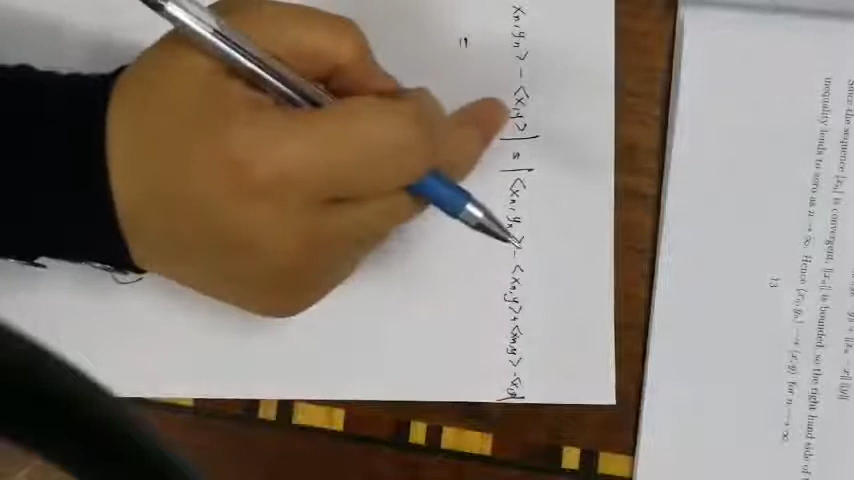 xₙ,yₙ> - <x,y>| = |<xₙ,yₙ> - <xₙ,y> + <xₙ,y> - <x,y>|
=
- y‖ + ‖xₙ - x‖ ‖y‖
Since the sequence {xₙ} is convergent, ‖xₙ‖ is bounded, so the right hand side of
inequality tends to zero as n → ∞. Hence ⟨xₙ, yₙ⟩ → ⟨x, y⟩ for n → ∞
13